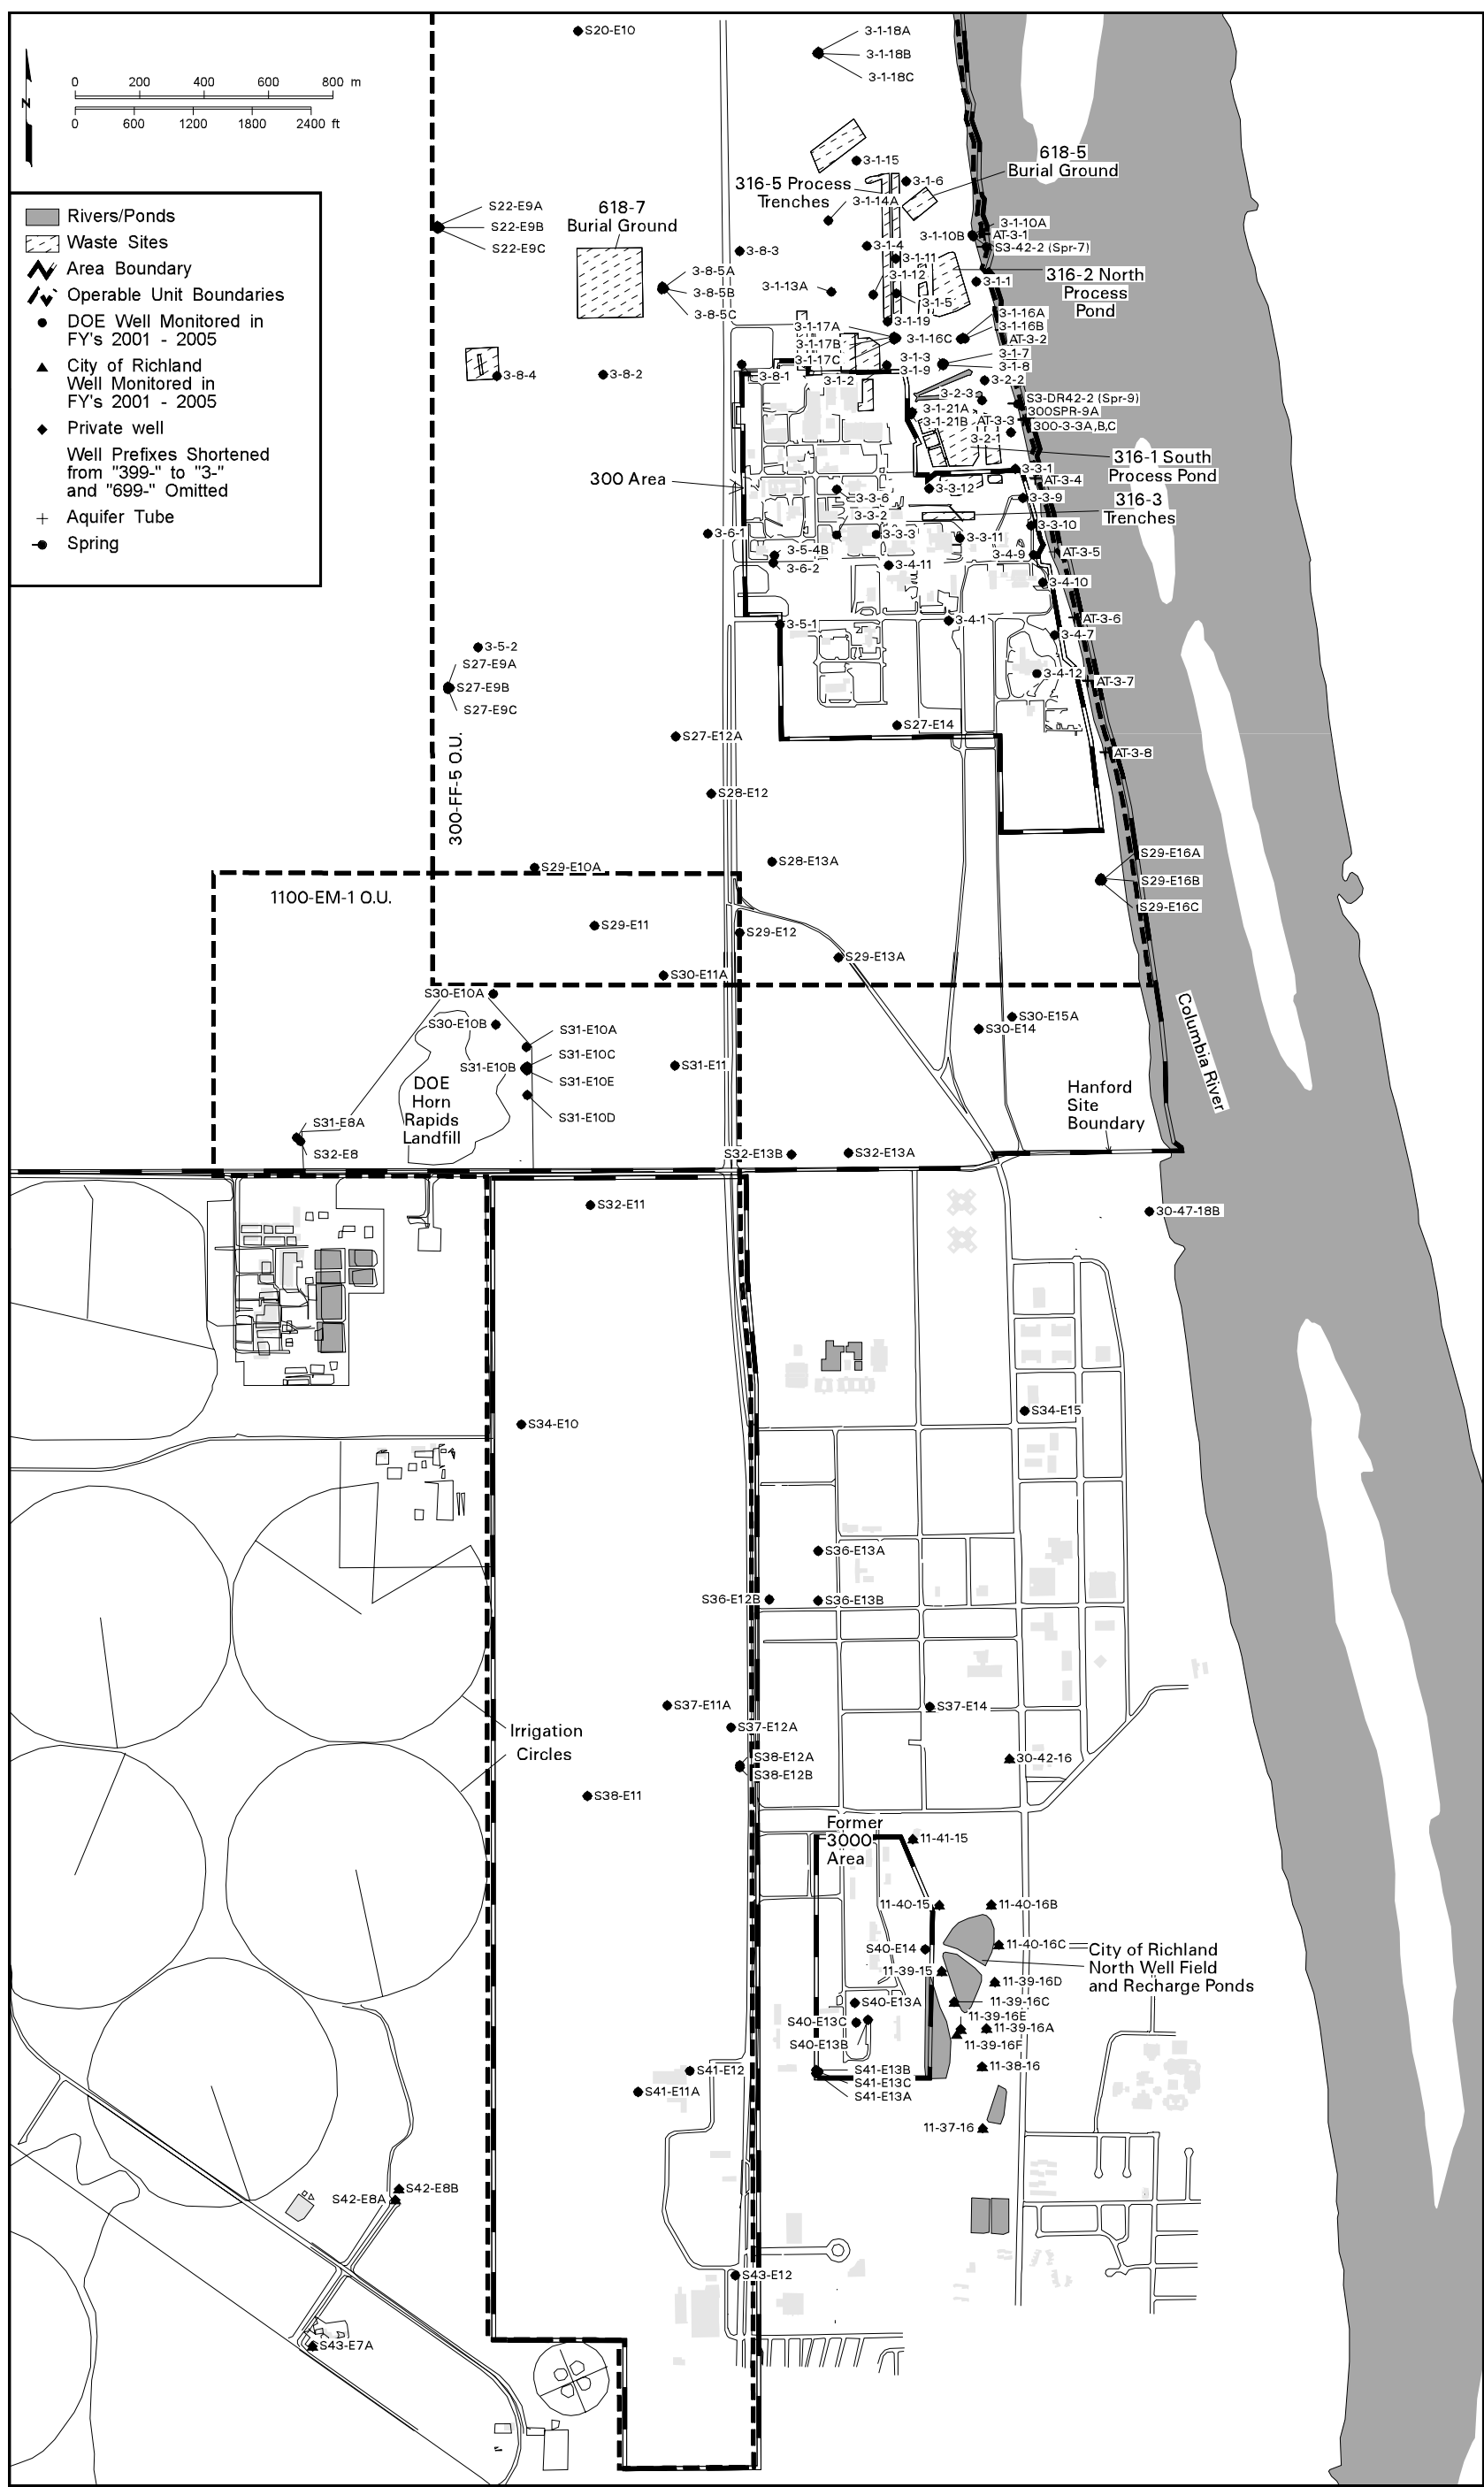 S20-E10
3-1-18A
3-1-18B
3-1-18C
0 200 400 600 800 m
0 600 1200 1800 2400 ft
N
Rivers/Ponds
Waste Sites
Area Boundary
Operable Unit Boundaries
DOE Well Monitored in
FY's 2001 - 2005
City of Richland
Well Monitored in
FY's 2001 - 2005
Private well
Well Prefixes Shortened
from "399-" to "3-"
and "699-" Omitted
Aquifer Tube
Spring
618-5
Burial Ground
3-1-15
3-1-6
316-5 Process
Trenches
3-1-14A
S22-E9A
S22-E9B
S22-E9C
618-7
Burial Ground
3-1-10A
3-1-10B
AT-3-1
S3-42-2 (Spr-7)
3-8-3
3-1-4
3-1-11
3-8-5A
3-8-5B
3-8-5C
3-1-12
3-1-13A
3-1-1
316-2 North
Process
Pond
3-1-5
3-1-19
3-1-16A
3-1-16B
3-1-17A
3-1-17B
3-1-17C
3-1-16C
AT-3-2
3-1-3
3-1-9
3-1-7
3-1-8
3-8-4
3-8-2
3-8-1
3-1-2
3-2-2
3-2-3
S3-DR42-2 (Spr-9)
300SPR-9A
3-1-21A
3-1-21B
AT-3-3
300-3-3A,B,C
3-2-1
316-1 South
Process Pond
300 Area
3-3-1
AT-3-4
3-3-12
3-3-6
3-3-9
316-3
Trenches
3-3-2
3-3-10
3-6-1
3-3-3
3-3-11
3-5-4B
3-4-9
AT-3-5
3-6-2
3-4-11
3-4-10
3-5-1
3-4-1
AT-3-6
3-4-7
3-5-2
S27-E9A
S27-E9B
S27-E9C
3-4-12
AT-3-7
S27-E14
S27-E12A
AT-3-8
300-FF-5 O.U.
S28-E12
S29-E16A
S29-E16B
S29-E16C
S29-E10A
S28-E13A
1100-EM-1 O.U.
S29-E11
S29-E12
S29-E13A
S30-E11A
S30-E10A
Columbia River
S30-E15A
S30-E14
S30-E10B
S31-E10A
S31-E10C
S31-E10B
S31-E10E
S31-E10D
S31-E11
DOE
Horn
Rapids
Landfill
Hanford
Site
Boundary
S31-E8A
S32-E8
S32-E13B
S32-E13A
S32-E11
30-47-18B
S34-E10
S34-E15
S36-E13A
S36-E12B
S36-E13B
S37-E11A
S37-E14
S37-E12A
Irrigation
Circles
S38-E12A
S38-E12B
30-42-16
S38-E11
Former
3000
Area
11-41-15
11-40-15
11-40-16B
S40-E14
11-40-16C
City of Richland
North Well Field
and Recharge Ponds
11-39-15
11-39-16D
S40-E13A
11-39-16C
11-39-16E
S40-E13C
11-39-16A
S40-E13B
11-39-16F
S41-E12
S41-E13B
S41-E13C
S41-E13A
11-38-16
S41-E11A
11-37-16
S42-E8B
S42-E8A
S43-E12
S43-E7A